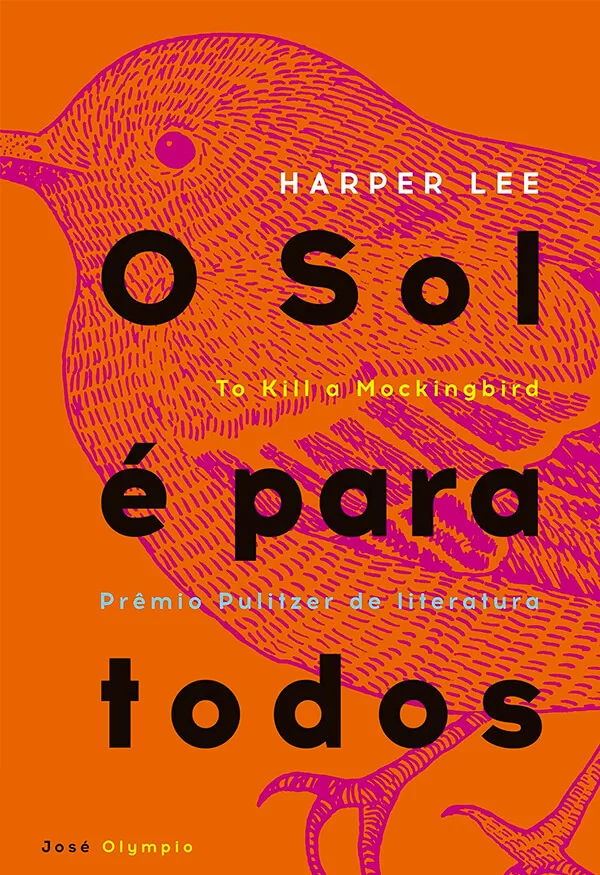 HARPER LEE
O Sol
To Kill a Mockingbird
é para
Prêmio Pulitzer de literatura
todos
José Olympio